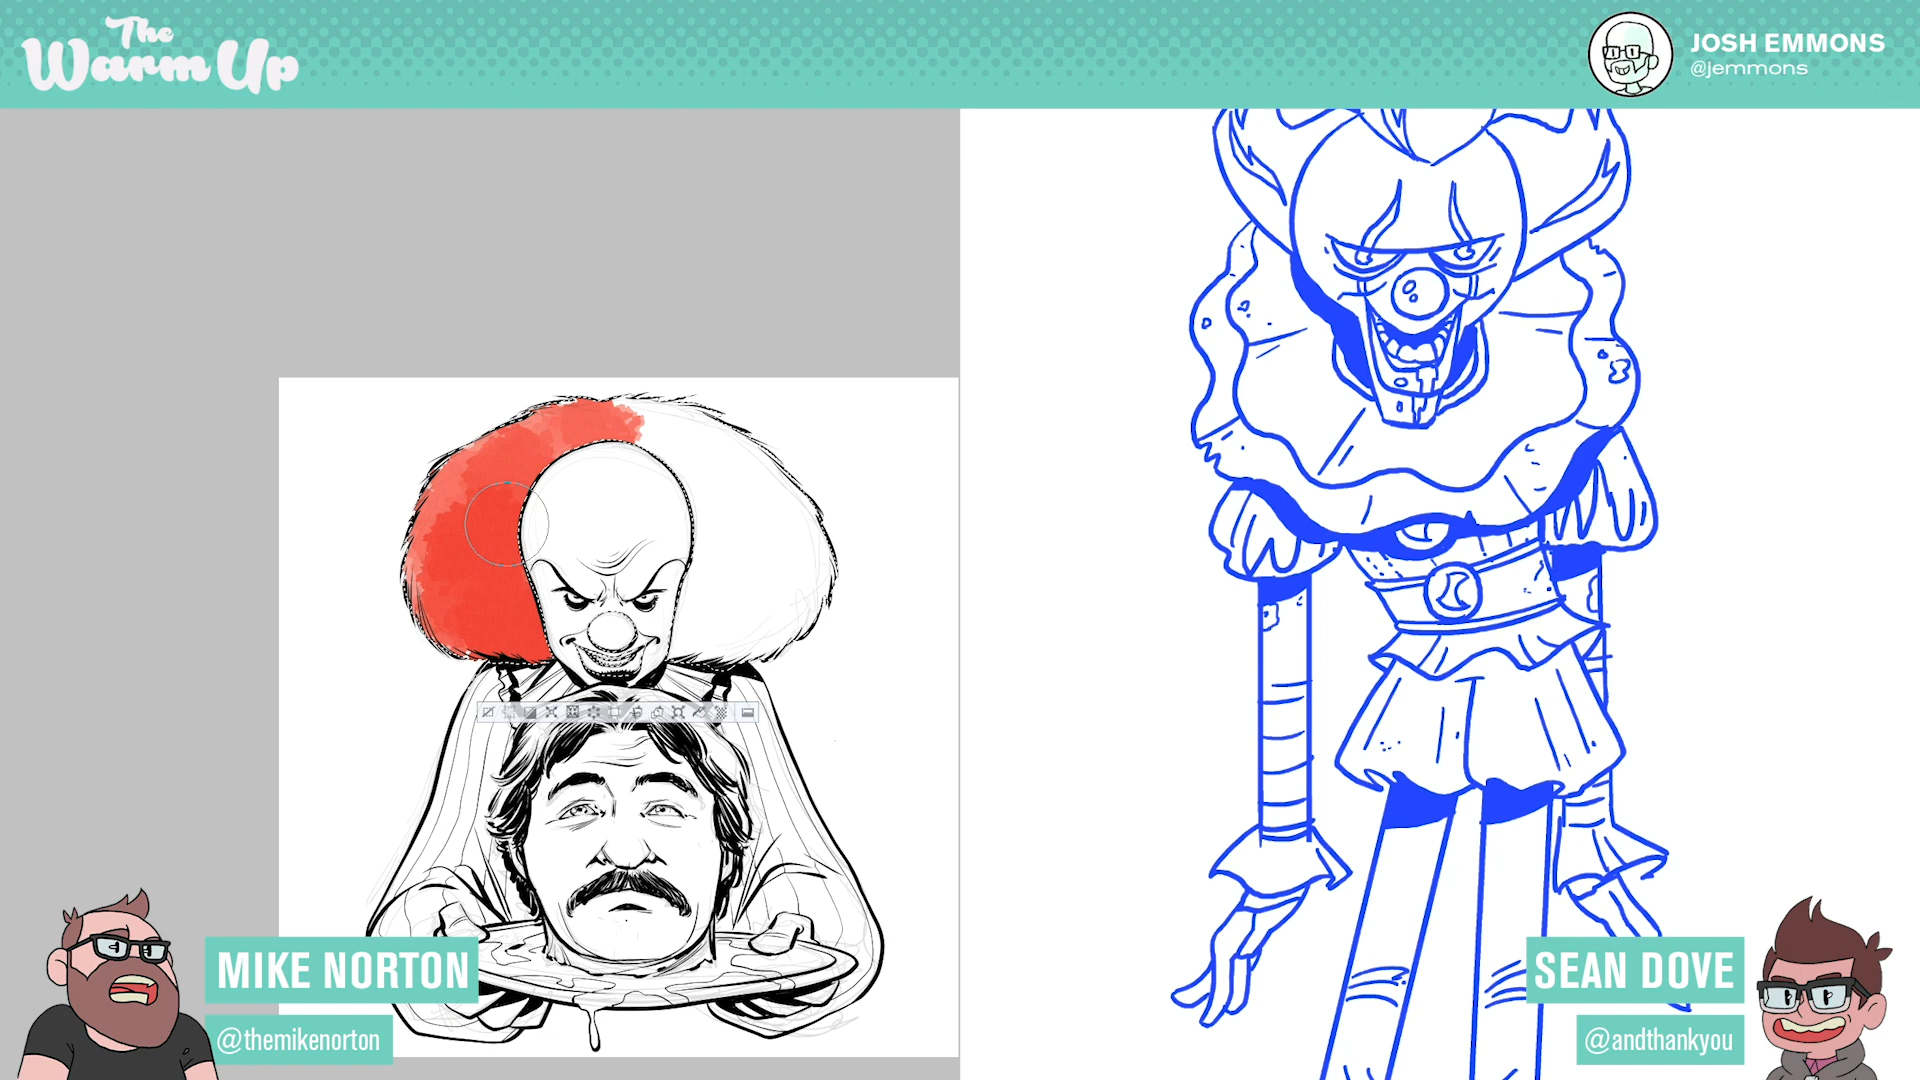 The
Warm Up
JOSH EMMONS
@jemmons
MIKE NORTON
@themikenorton
SEAN DOVE
@andthankyou